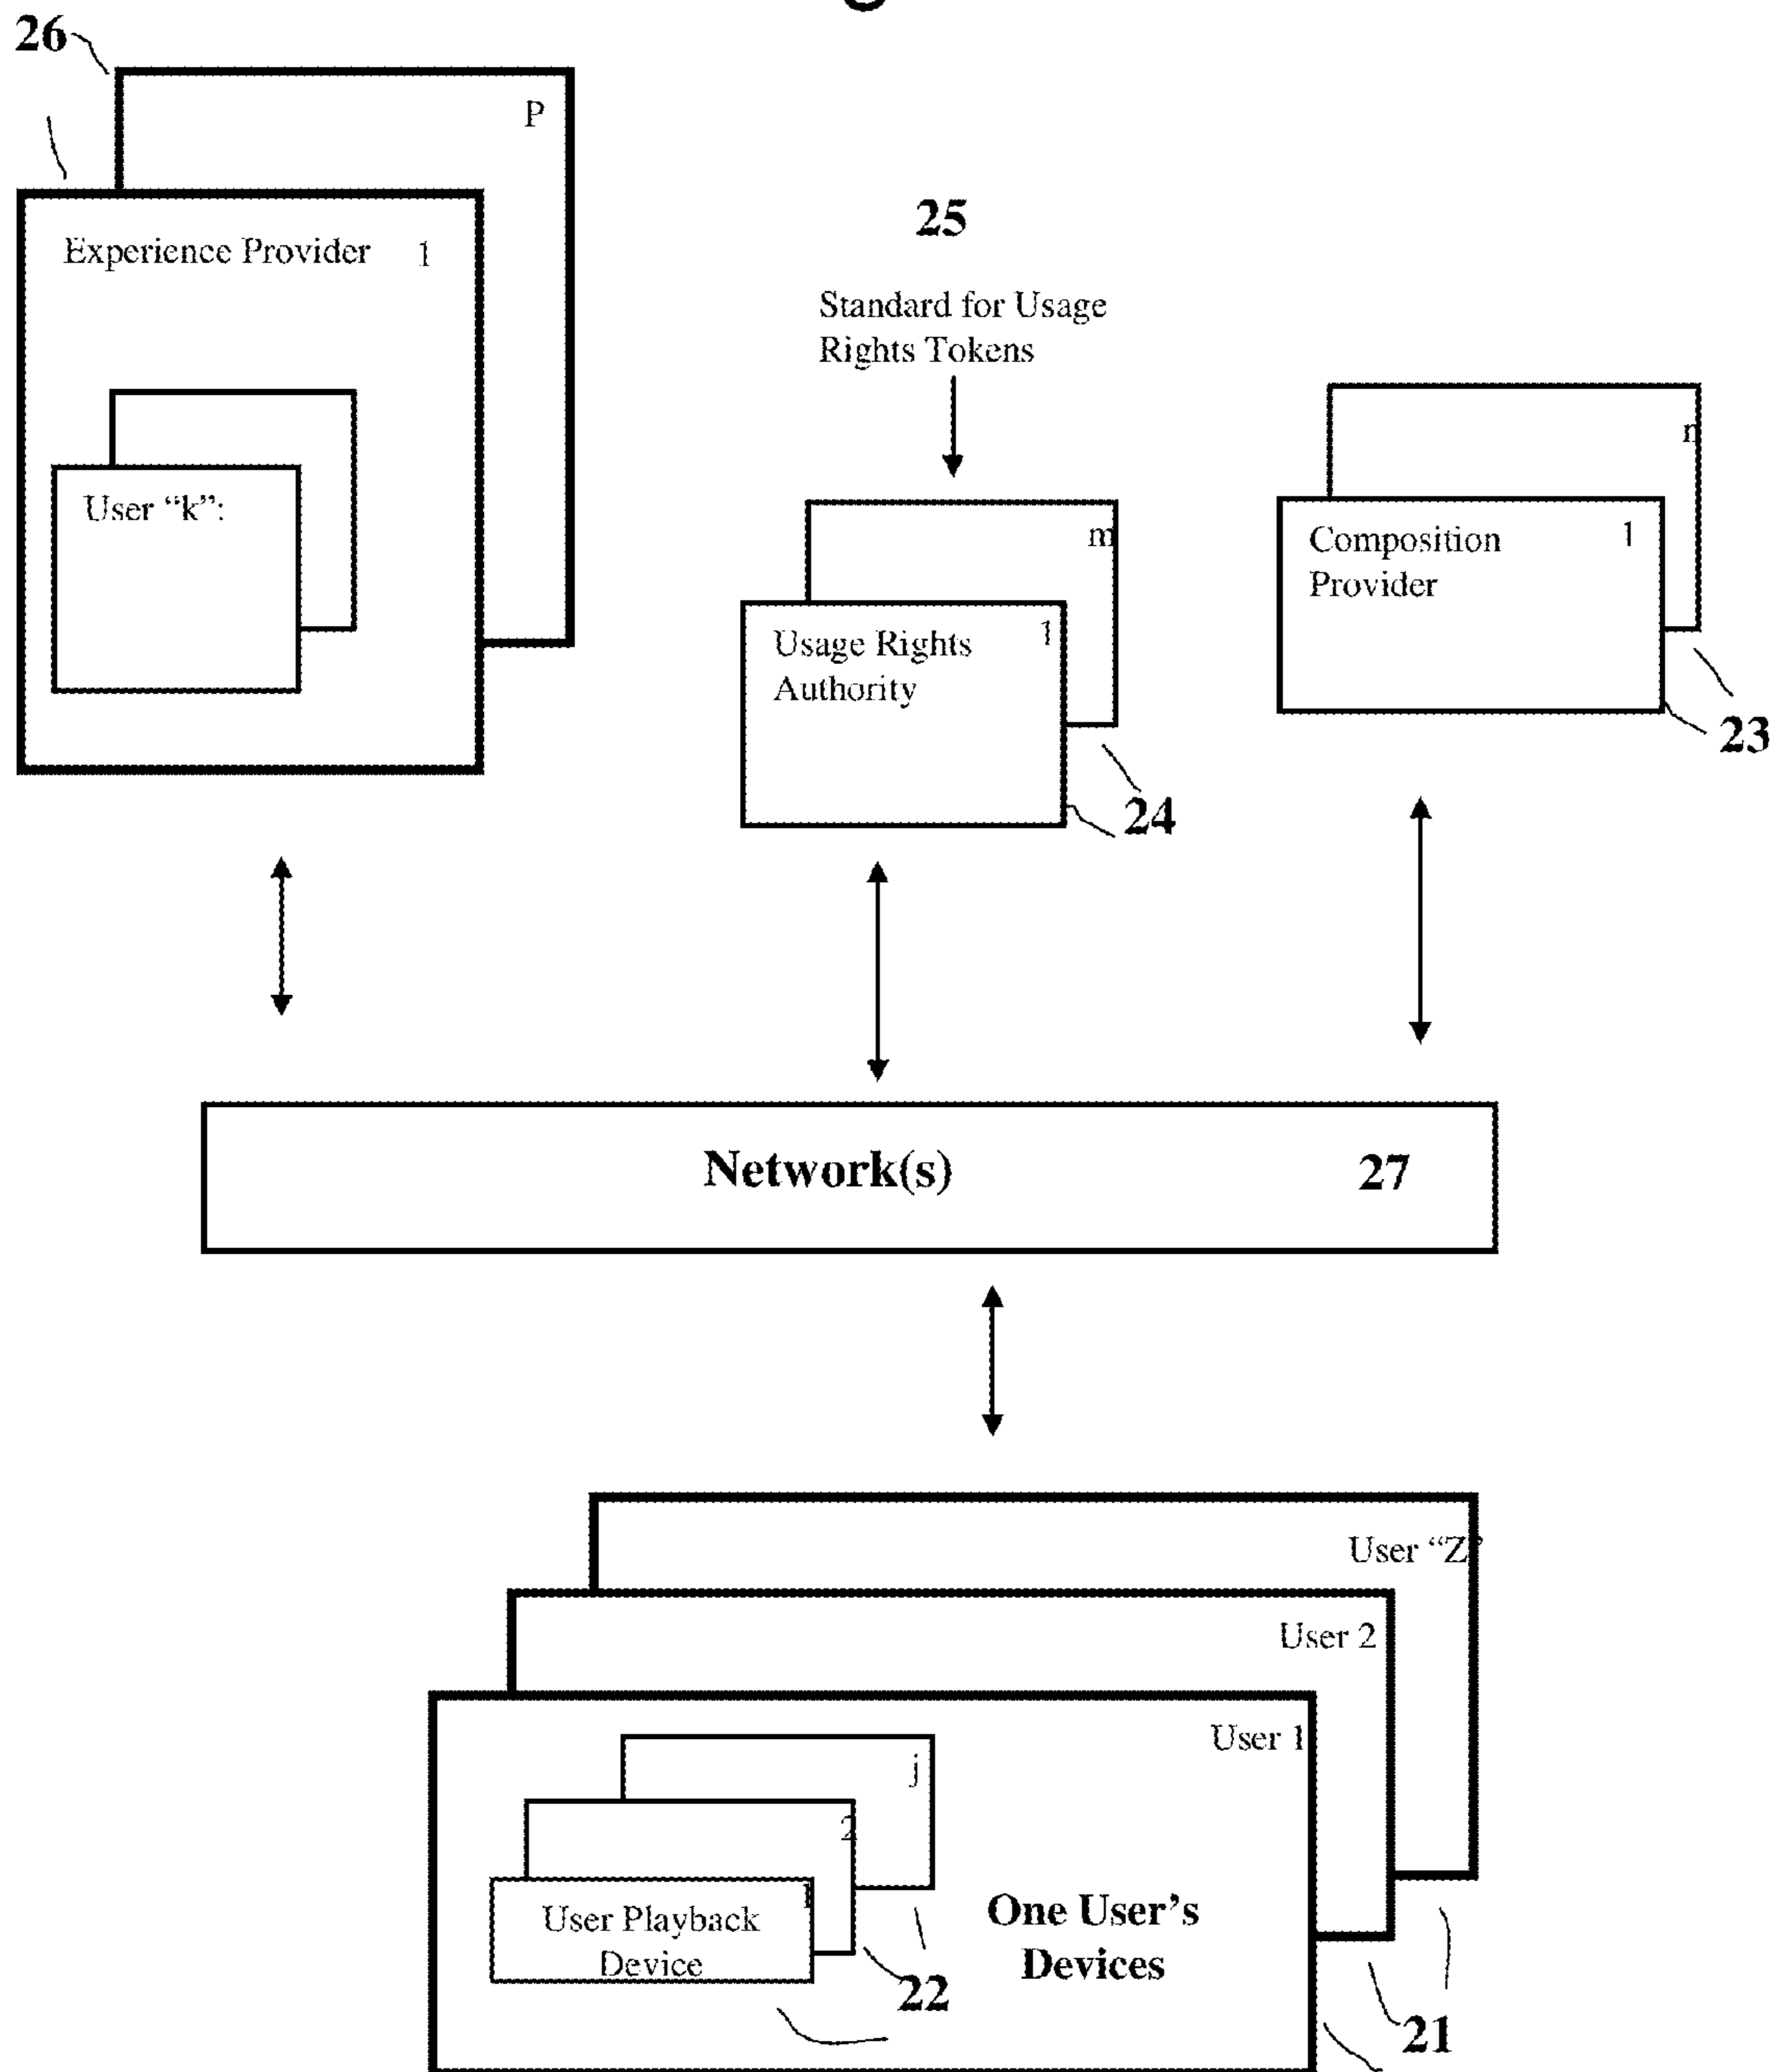 26
P
Experience Provider 1
25
Standard for Usage
Rights Tokens
User “k”:
m
Usage Rights 1
Authority
24
n
Composition 1
Provider
23
Network(s) 27
User “Z”
User 2
User 1
j
2
1
User Playback
Device
One User’s
Devices
22
21